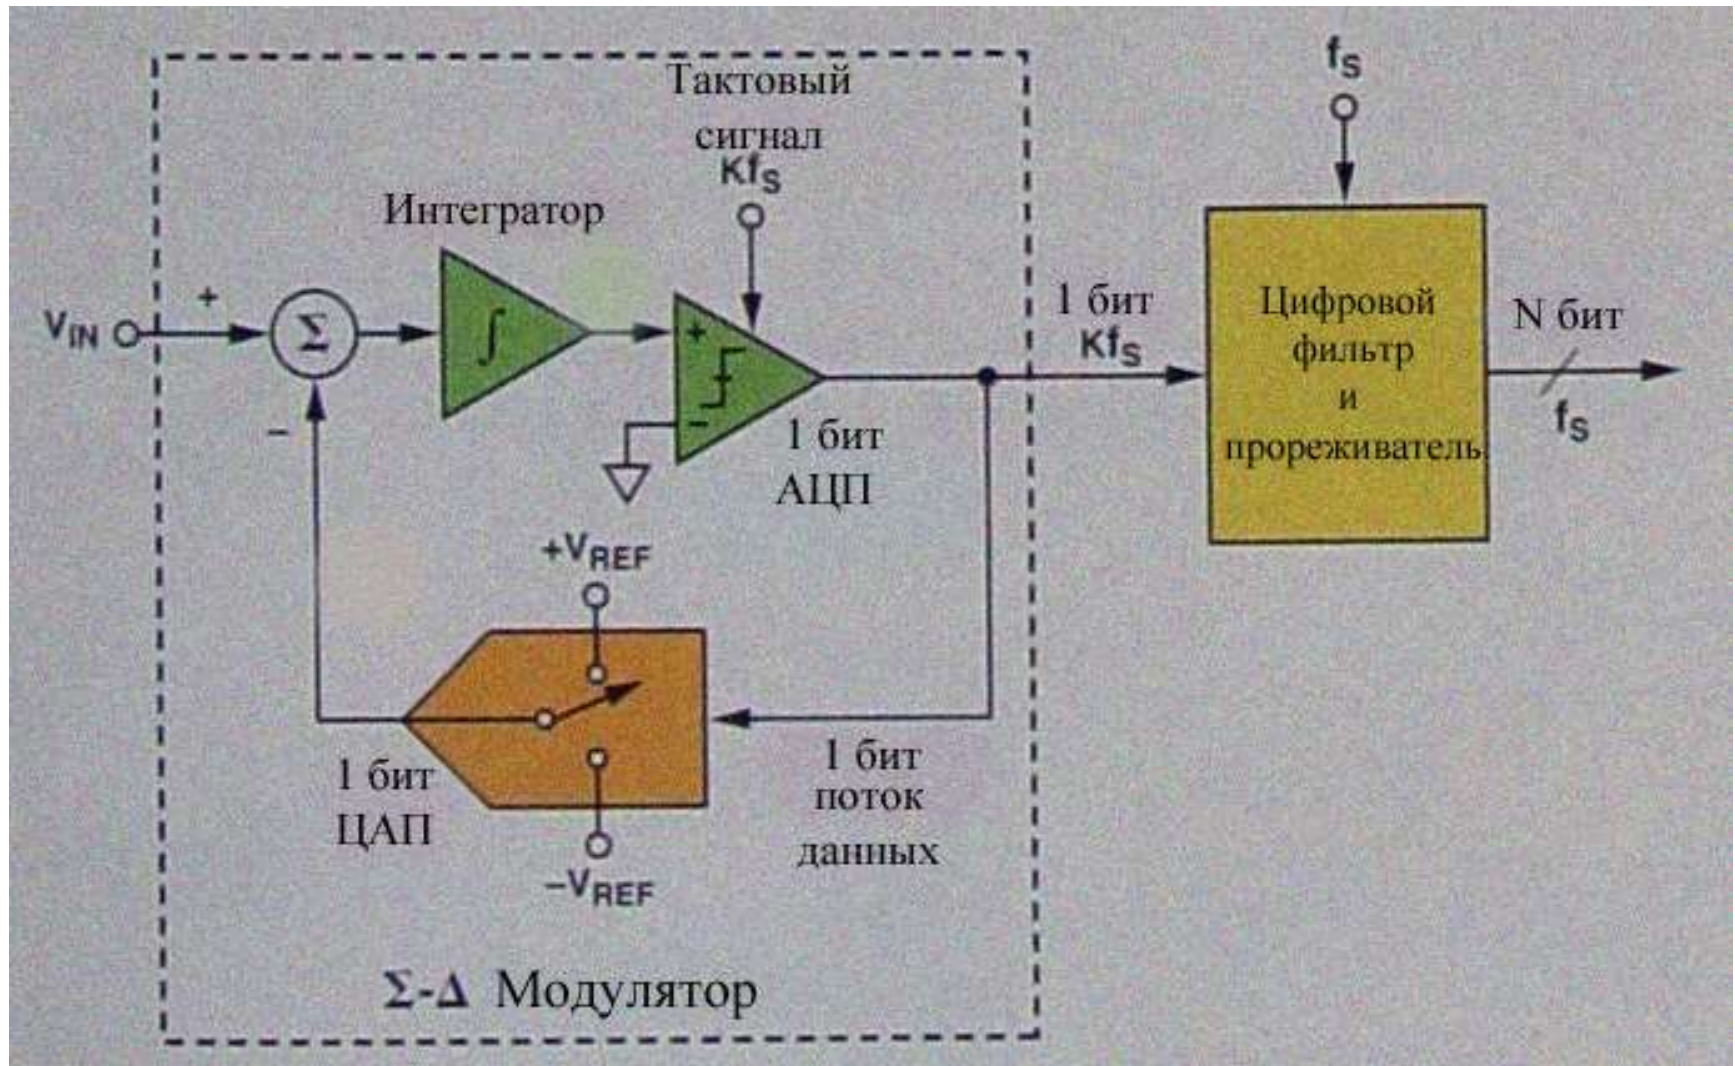 Тактовый
сигнал
Kfs
fs
Интегратор
+
VIN
Σ
∫
+
-
−
1 бит
АЦП
1 бит
Kfs
Цифровой
фильтр
и
прореживатель
N бит
fs
+VREF
1 бит
ЦАП
1 бит
поток
данных
−VREF
Σ-Δ Модулятор